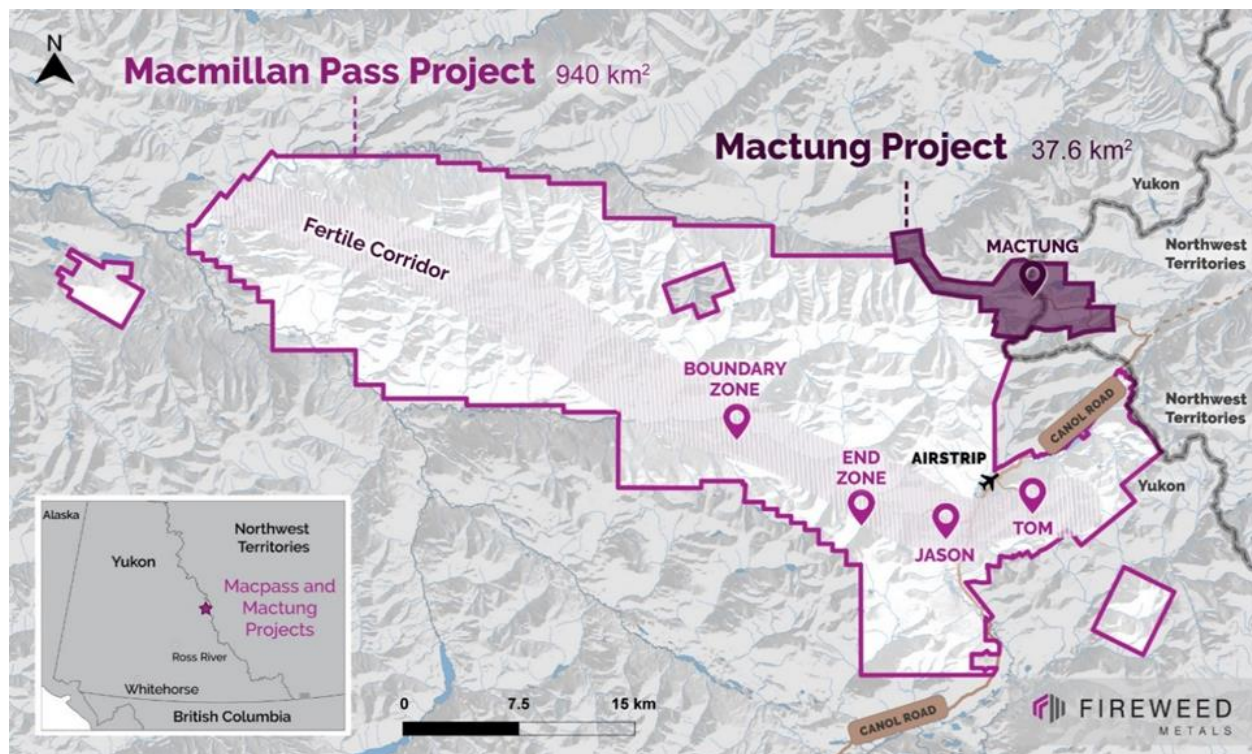 N
Macmillan Pass Project 940 km²
Mactung Project 37.6 km²
Yukon
MACTUNG
Northwest
Territories
Fertile Corridor
BOUNDARY
ZONE
CANOL ROAD
Northwest
Territories
END
ZONE
AIRSTRIP
Yukon
TOM
JASON
Alaska
Northwest
Territories
Yukon
Macpass and
Mactung
Projects
Ross River
Whitehorse
British Columbia
0 7.5 15 km
CANOL ROAD
FIREWEED
METALS